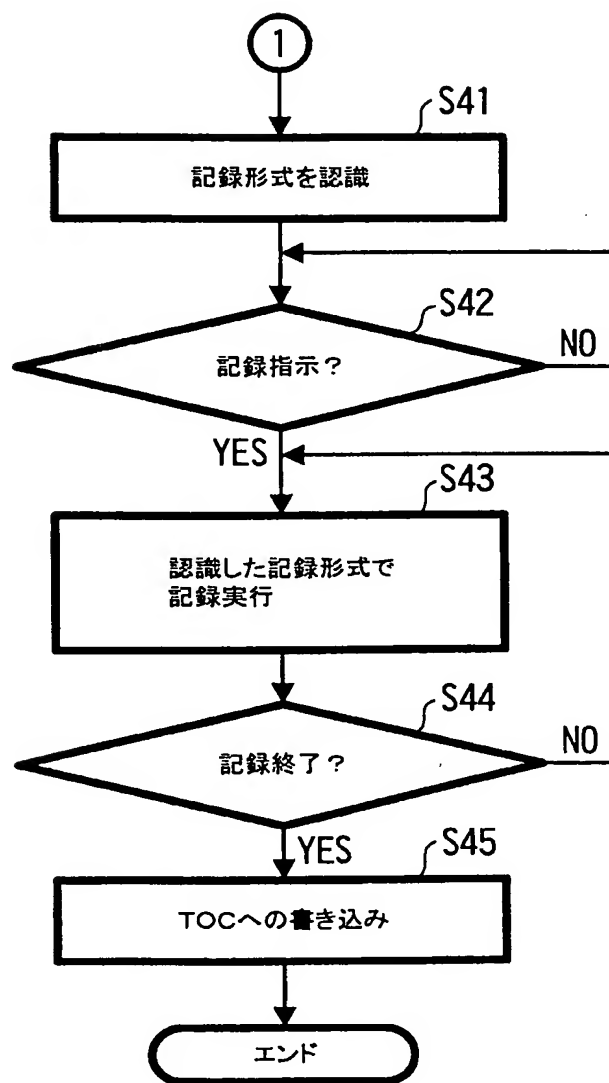 1
S41
記録形式を認識
S42
記録指示?
NO
YES
S43
認識した記録形式で
記録実行
S44
記録終了?
NO
YES
S45
TOCへの書き込み
エンド